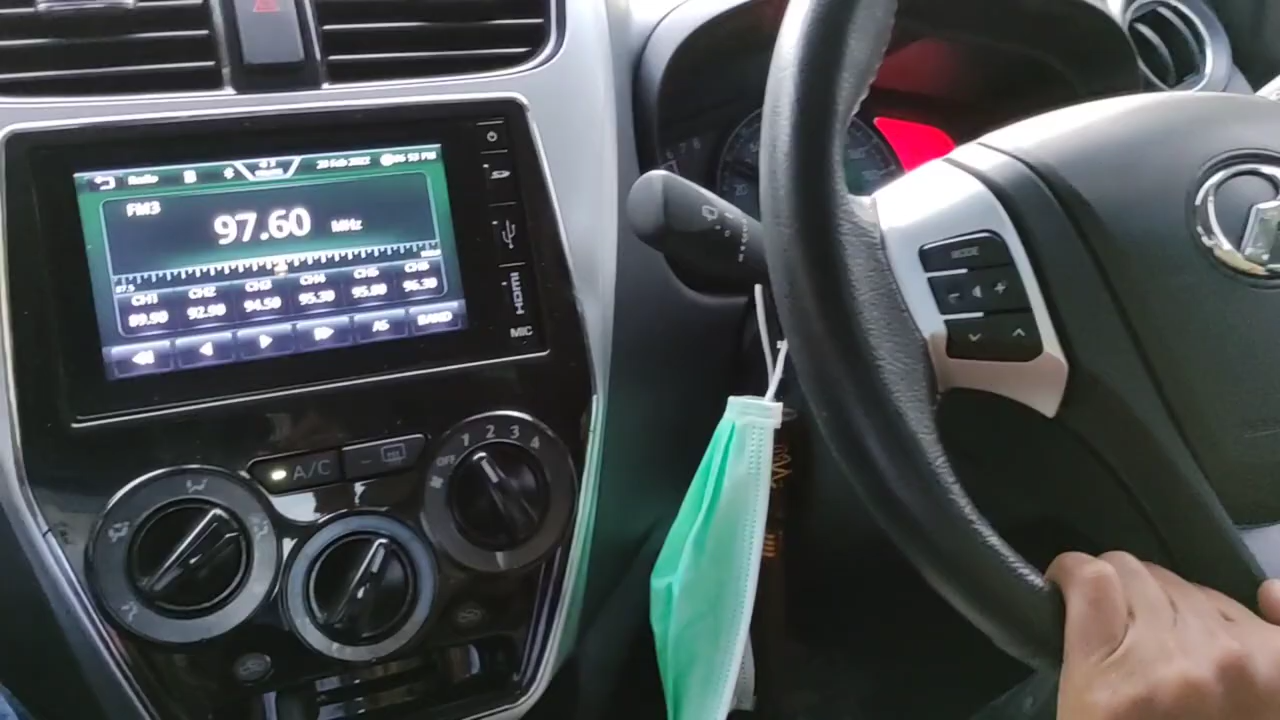 Radio
28 Feb 2022 06 53 PM
FM3
97.60 MHz
87.5
CH1 CH2 CH3 CH4 CH5 CH6
89.90 92.90 94.50 95.30 95.80 96.30
AS BAND
HDMI
MIC
A/C
OFF 1 2 3 4
MODE
- +
20